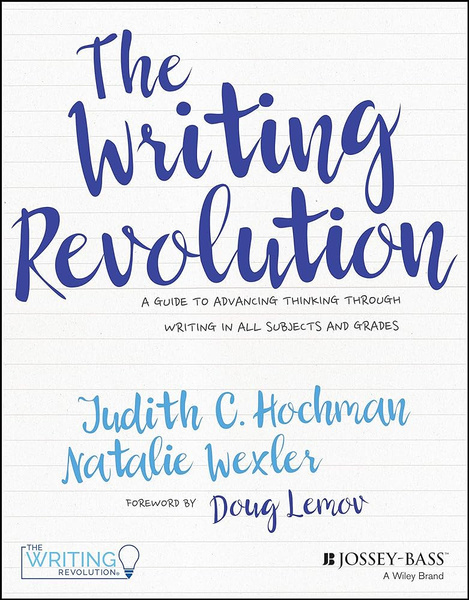 The
Writing
Revolution
A GUIDE TO ADVANCING THINKING THROUGH
WRITING IN ALL SUBJECTS AND GRADES
Judith C. Hochman
Natalie Wexler
FOREWORD BY Doug Lemov
THE
WRITING
REVOLUTION®
JOSSEY-BASS™
A Wiley Brand